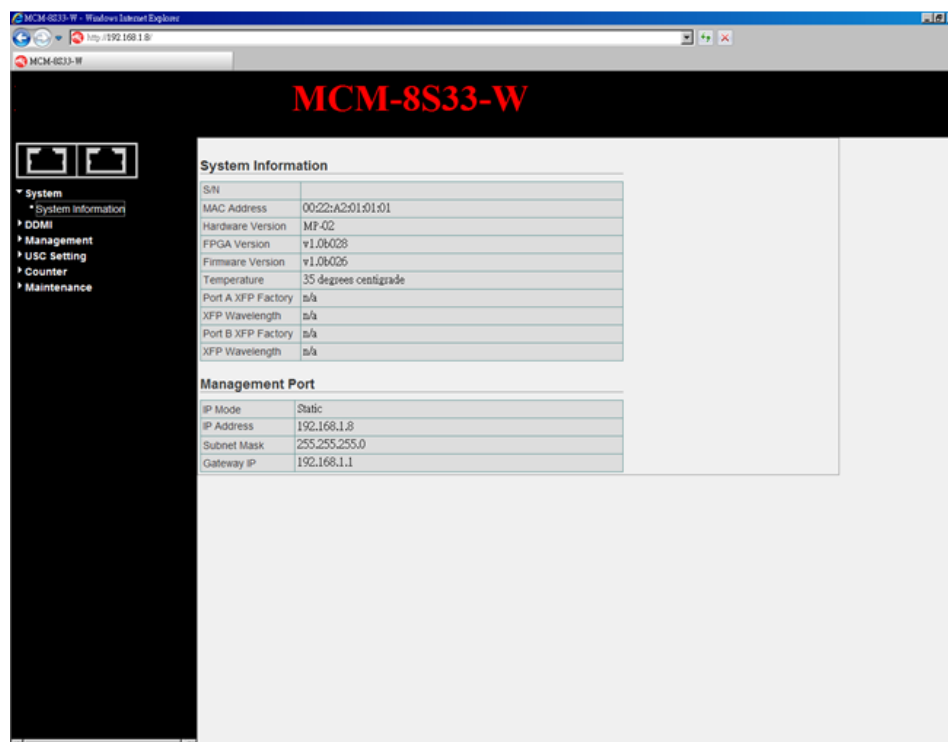 MCM-8S33-W - Windows Internet Explorer
http://192.168.1.8/
MCM-8S33-W
MCM-8S33-W
System
System Information
DDMI
Management
USC Setting
Counter
Maintenance
System Information
S/N
MAC Address 00:22:A2:01:01:01
Hardware Version MP-02
FPGA Version v1.0b028
Firmware Version v1.0b026
Temperature 35 degrees centigrade
Port A XFP Factory n/a
XFP Wavelength n/a
Port B XFP Factory n/a
XFP Wavelength n/a
Management Port
IP Mode Static
IP Address 192.168.1.8
Subnet Mask 255.255.255.0
Gateway IP 192.168.1.1